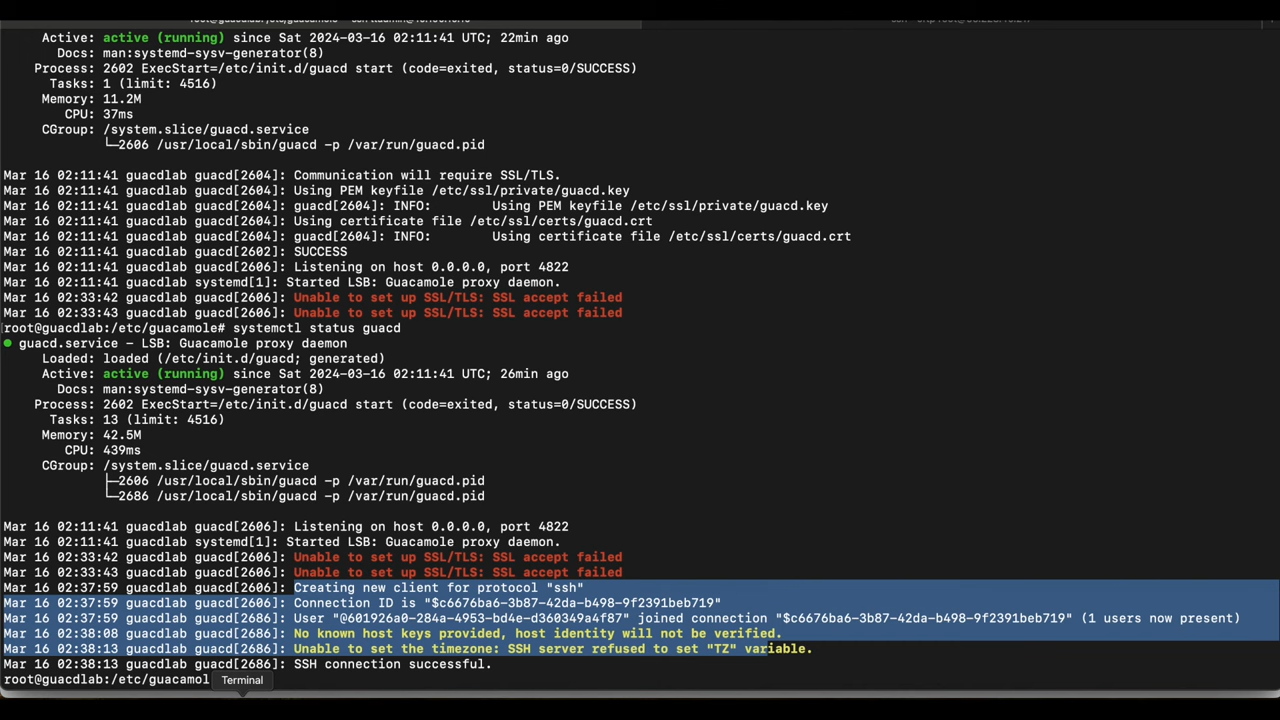 Active: active (running) since Sat 2024-03-16 02:11:41 UTC; 22min ago
Docs: man:systemd-sysv-generator(8)
Process: 2602 ExecStart=/etc/init.d/guacd start (code=exited, status=0/SUCCESS)
Tasks: 1 (limit: 4516)
Memory: 11.2M
CPU: 37ms
CGroup: /system.slice/guacd.service
└─2606 /usr/local/sbin/guacd -p /var/run/guacd.pid
Mar 16 02:11:41 guacdlab guacd[2604]: Communication will require SSL/TLS.
Mar 16 02:11:41 guacdlab guacd[2604]: Using PEM keyfile /etc/ssl/private/guacd.key
Mar 16 02:11:41 guacdlab guacd[2604]: guacd[2604]: INFO:        Using PEM keyfile /etc/ssl/private/guacd.key
Mar 16 02:11:41 guacdlab guacd[2604]: Using certificate file /etc/ssl/certs/guacd.crt
Mar 16 02:11:41 guacdlab guacd[2604]: guacd[2604]: INFO:        Using certificate file /etc/ssl/certs/guacd.crt
Mar 16 02:11:41 guacdlab guacd[2602]: SUCCESS
Mar 16 02:11:41 guacdlab guacd[2606]: Listening on host 0.0.0.0, port 4822
Mar 16 02:11:41 guacdlab systemd[1]: Started LSB: Guacamole proxy daemon.
Mar 16 02:33:42 guacdlab guacd[2606]: Unable to set up SSL/TLS: SSL accept failed
Mar 16 02:33:43 guacdlab guacd[2606]: Unable to set up SSL/TLS: SSL accept failed
root@guacdlab:/etc/guacamole# systemctl status guacd
● guacd.service - LSB: Guacamole proxy daemon
Loaded: loaded (/etc/init.d/guacd; generated)
Active: active (running) since Sat 2024-03-16 02:11:41 UTC; 26min ago
Docs: man:systemd-sysv-generator(8)
Process: 2602 ExecStart=/etc/init.d/guacd start (code=exited, status=0/SUCCESS)
Tasks: 13 (limit: 4516)
Memory: 42.5M
CPU: 439ms
CGroup: /system.slice/guacd.service
├─2606 /usr/local/sbin/guacd -p /var/run/guacd.pid
└─2686 /usr/local/sbin/guacd -p /var/run/guacd.pid
Mar 16 02:11:41 guacdlab guacd[2606]: Listening on host 0.0.0.0, port 4822
Mar 16 02:11:41 guacdlab systemd[1]: Started LSB: Guacamole proxy daemon.
Mar 16 02:33:42 guacdlab guacd[2606]: Unable to set up SSL/TLS: SSL accept failed
Mar 16 02:33:43 guacdlab guacd[2606]: Unable to set up SSL/TLS: SSL accept failed
Mar 16 02:37:59 guacdlab guacd[2606]: Creating new client for protocol "ssh"
Mar 16 02:37:59 guacdlab guacd[2606]: Connection ID is "$c6676ba6-3b87-42da-b498-9f2391beb719"
Mar 16 02:37:59 guacdlab guacd[2686]: User "@601926a0-284a-4953-bd4e-d360349a4f87" joined connection "$c6676ba6-3b87-42da-b498-9f2391beb719" (1 users now present)
Mar 16 02:38:08 guacdlab guacd[2686]: No known host keys provided, host identity will not be verified.
Mar 16 02:38:13 guacdlab guacd[2686]: Unable to set the timezone: SSH server refused to set "TZ" variable.
Mar 16 02:38:13 guacdlab guacd[2686]: SSH connection successful.
root@guacdlab:/etc/guacamol
Terminal